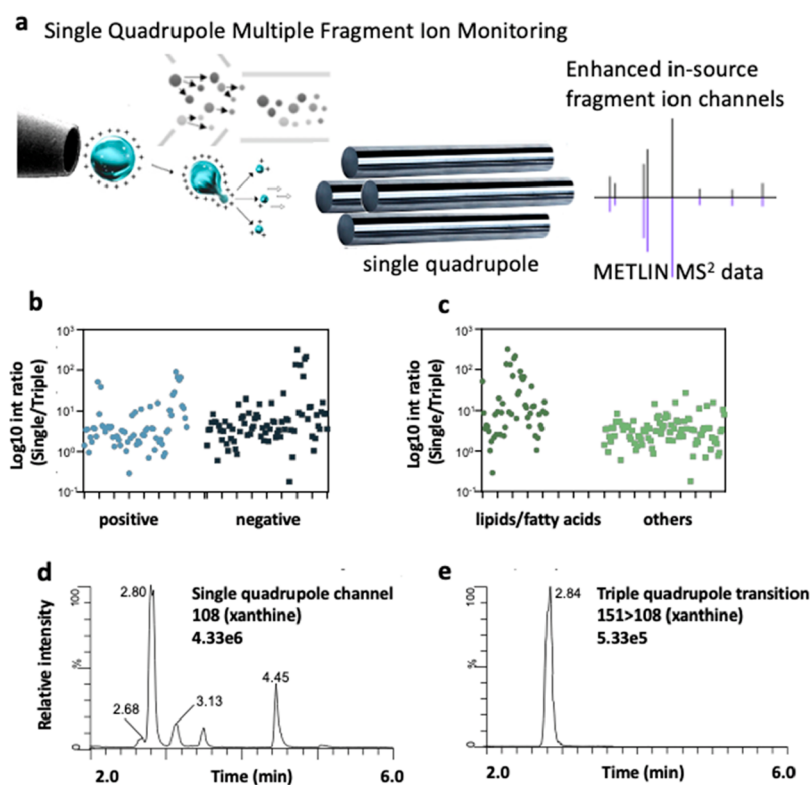 a Single Quadrupole Multiple Fragment Ion Monitoring
Enhanced in-source
fragment ion channels
single quadrupole
METLIN MS² data
b
Log10 int ratio
(Single/Triple)
10³
10²
10¹
10⁰
10⁻¹
positive negative
c
Log10 int ratio
(Single/Triple)
10³
10²
10¹
10⁰
10⁻¹
lipids/fatty acids others
d
Relative intensity
100
%
0
2.80
2.68
3.13
4.45
Single quadrupole channel
108 (xanthine)
4.33e6
2.0 Time (min) 6.0
e
100
%
0
2.84
Triple quadrupole transition
151>108 (xanthine)
5.33e5
2.0 Time (min) 6.0